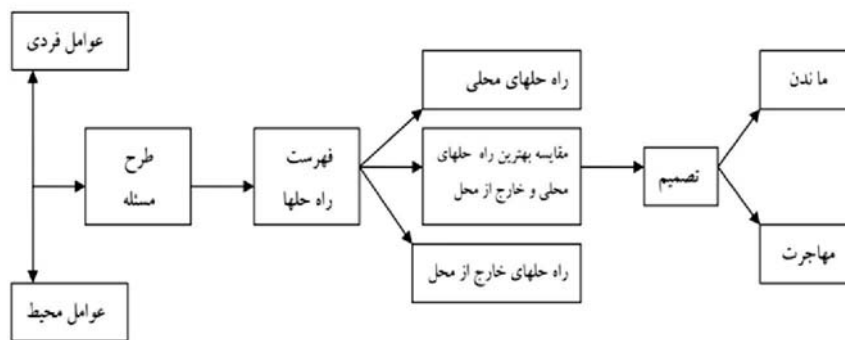 عوامل فردی
عوامل محیط
طرح
مسئله
فهرست
راه حلها
راه حلهای محلی
مقایسه بهترین راه حلهای
محلی و خارج از محل
راه حلهای خارج از محل
تصمیم
ما ندن
مهاجرت